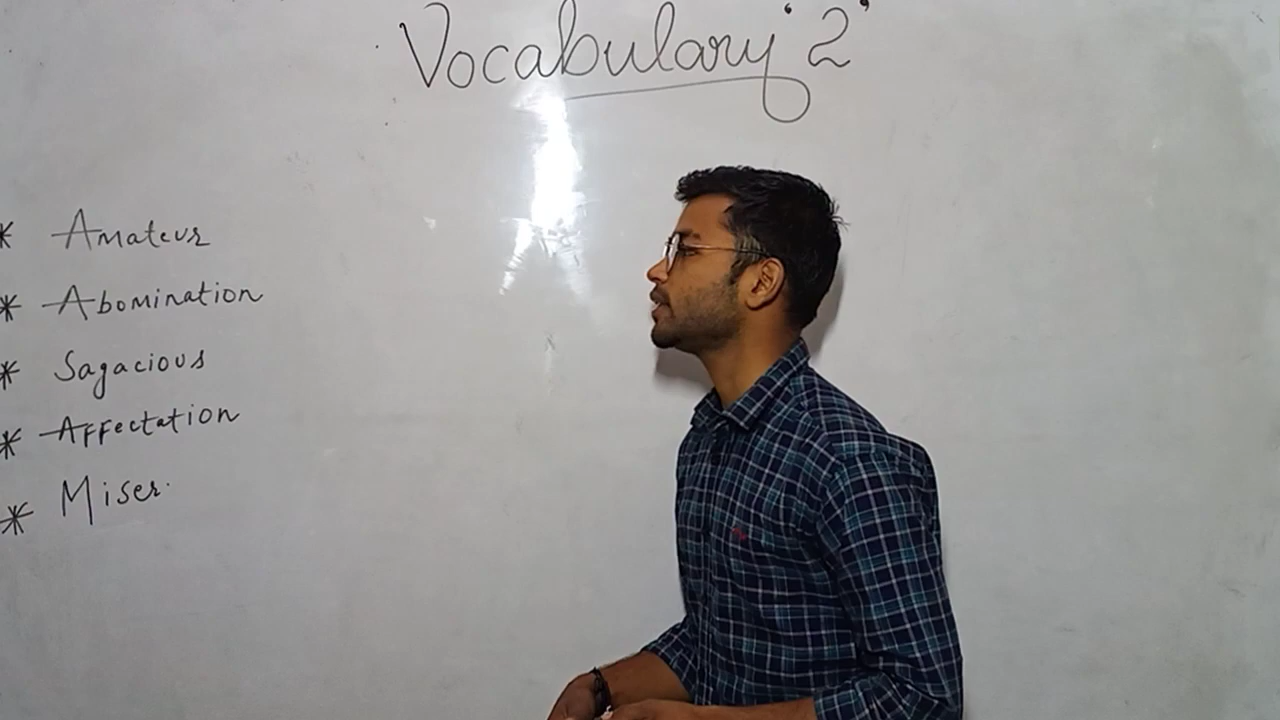 Vocabulary '2'
* Amateur
* Abomination
* Sagacious
* Affectation
* Miser.